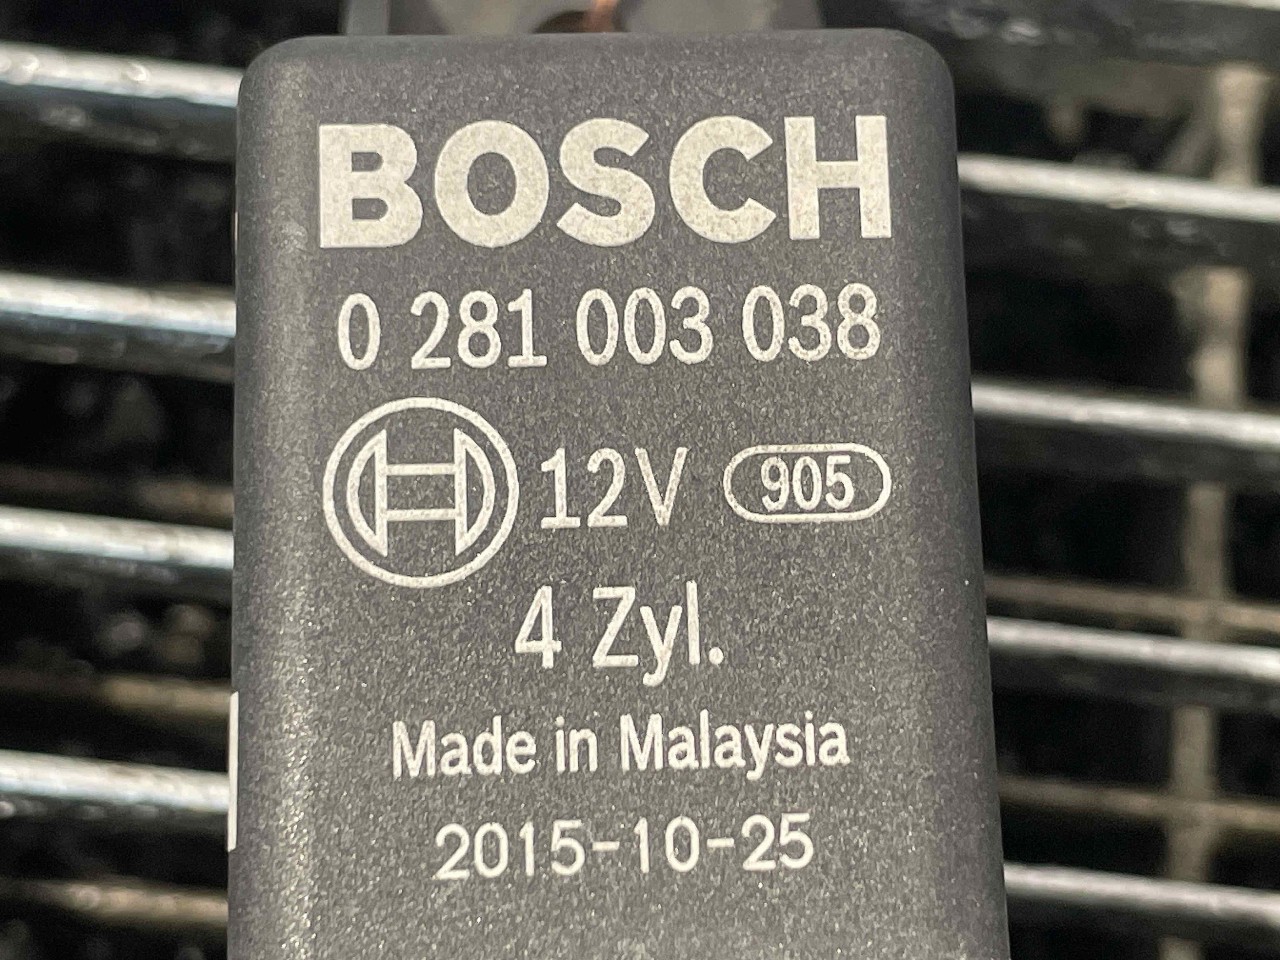 BOSCH
0 281 003 038
12V 905
4 Zyl.
Made in Malaysia
2015-10-25